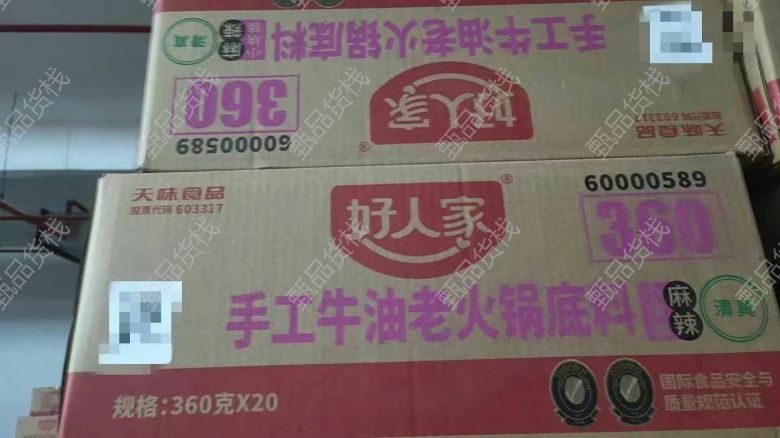 手工牛油老火锅底料
麻辣
清真
360
好人家
®
天味食品
股票代码 603317
60000589
天味食品
股票代码 603317
好人家
®
60000589
360
手工牛油老火锅底料
麻辣
清真
规格:360克X20
国际食品安全与
质量规范认证
甄品货栈